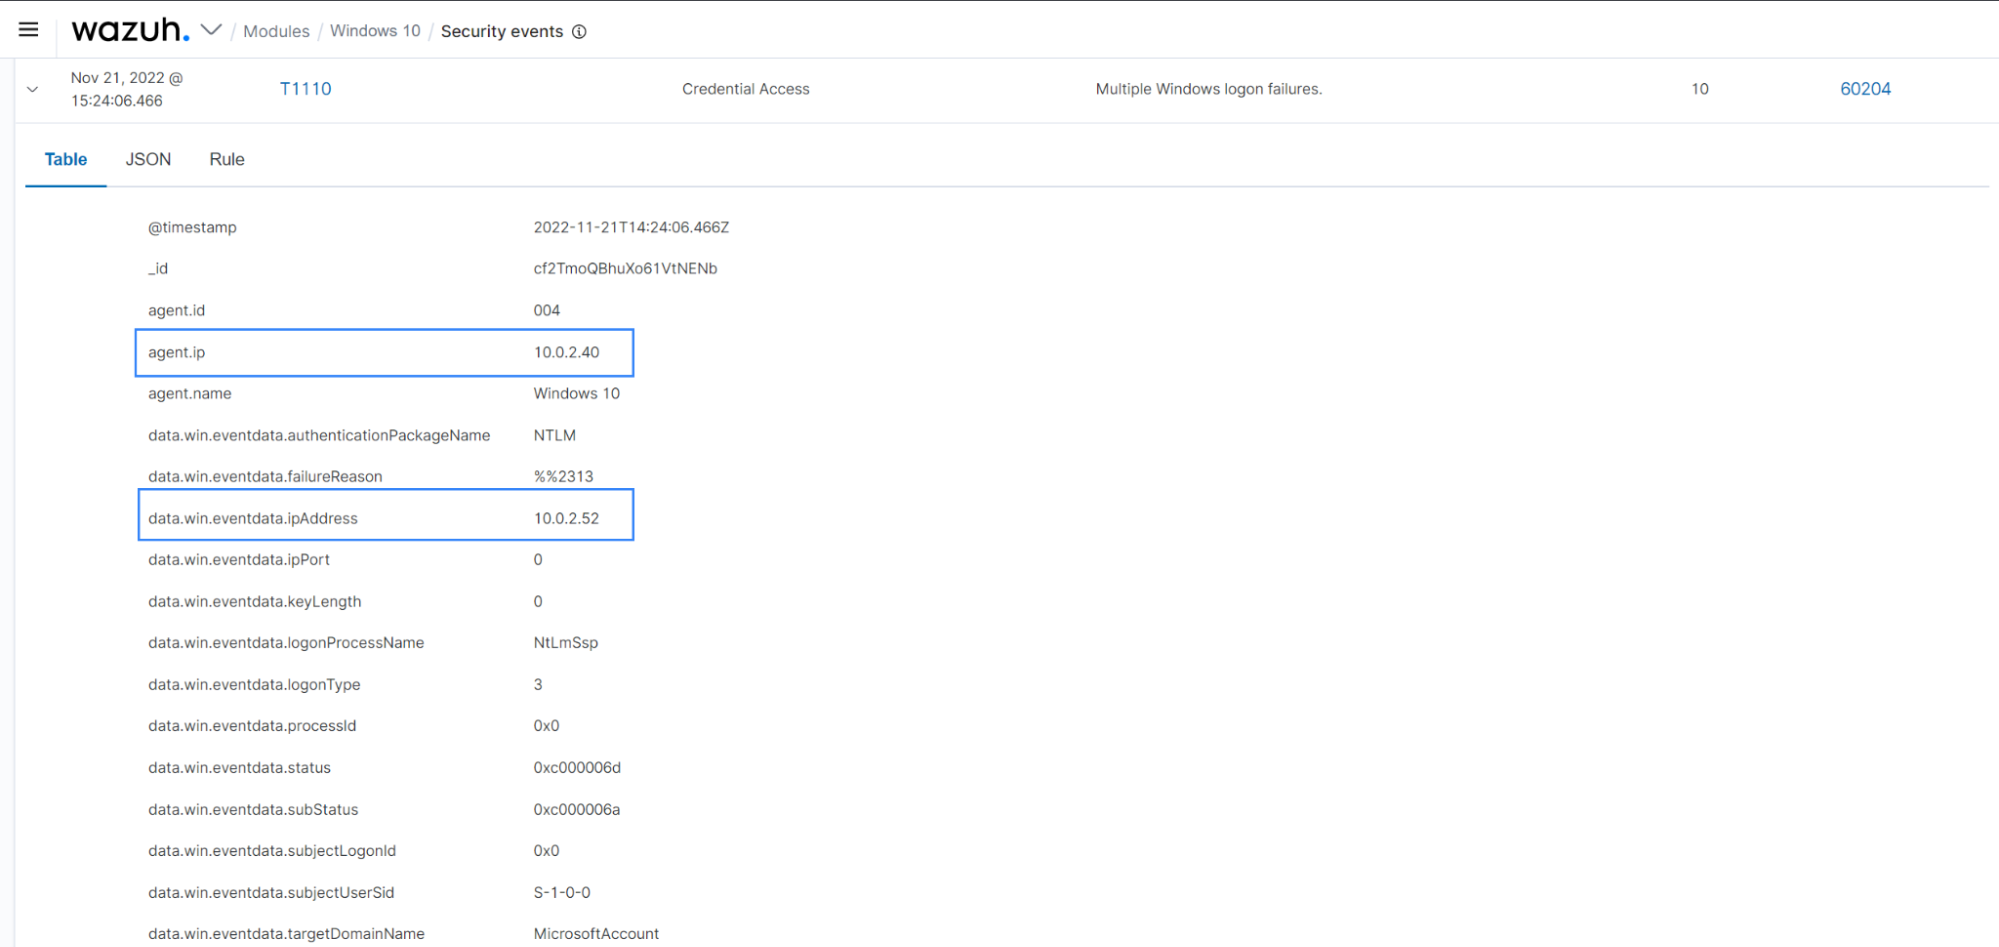 wazuh. / Modules / Windows 10 / Security events
Nov 21, 2022 @
15:24:06.466
T1110 Credential Access Multiple Windows logon failures. 10 60204
Table JSON Rule
@timestamp 2022-11-21T14:24:06.466Z
_id cf2TmoQBhuXo61VtNENb
agent.id 004
agent.ip 10.0.2.40
agent.name Windows 10
data.win.eventdata.authenticationPackageName NTLM
data.win.eventdata.failureReason %%2313
data.win.eventdata.ipAddress 10.0.2.52
data.win.eventdata.ipPort 0
data.win.eventdata.keyLength 0
data.win.eventdata.logonProcessName NtLmSsp
data.win.eventdata.logonType 3
data.win.eventdata.processId 0x0
data.win.eventdata.status 0xc000006d
data.win.eventdata.subStatus 0xc000006a
data.win.eventdata.subjectLogonId 0x0
data.win.eventdata.subjectUserSid S-1-0-0
data.win.eventdata.targetDomainName MicrosoftAccount